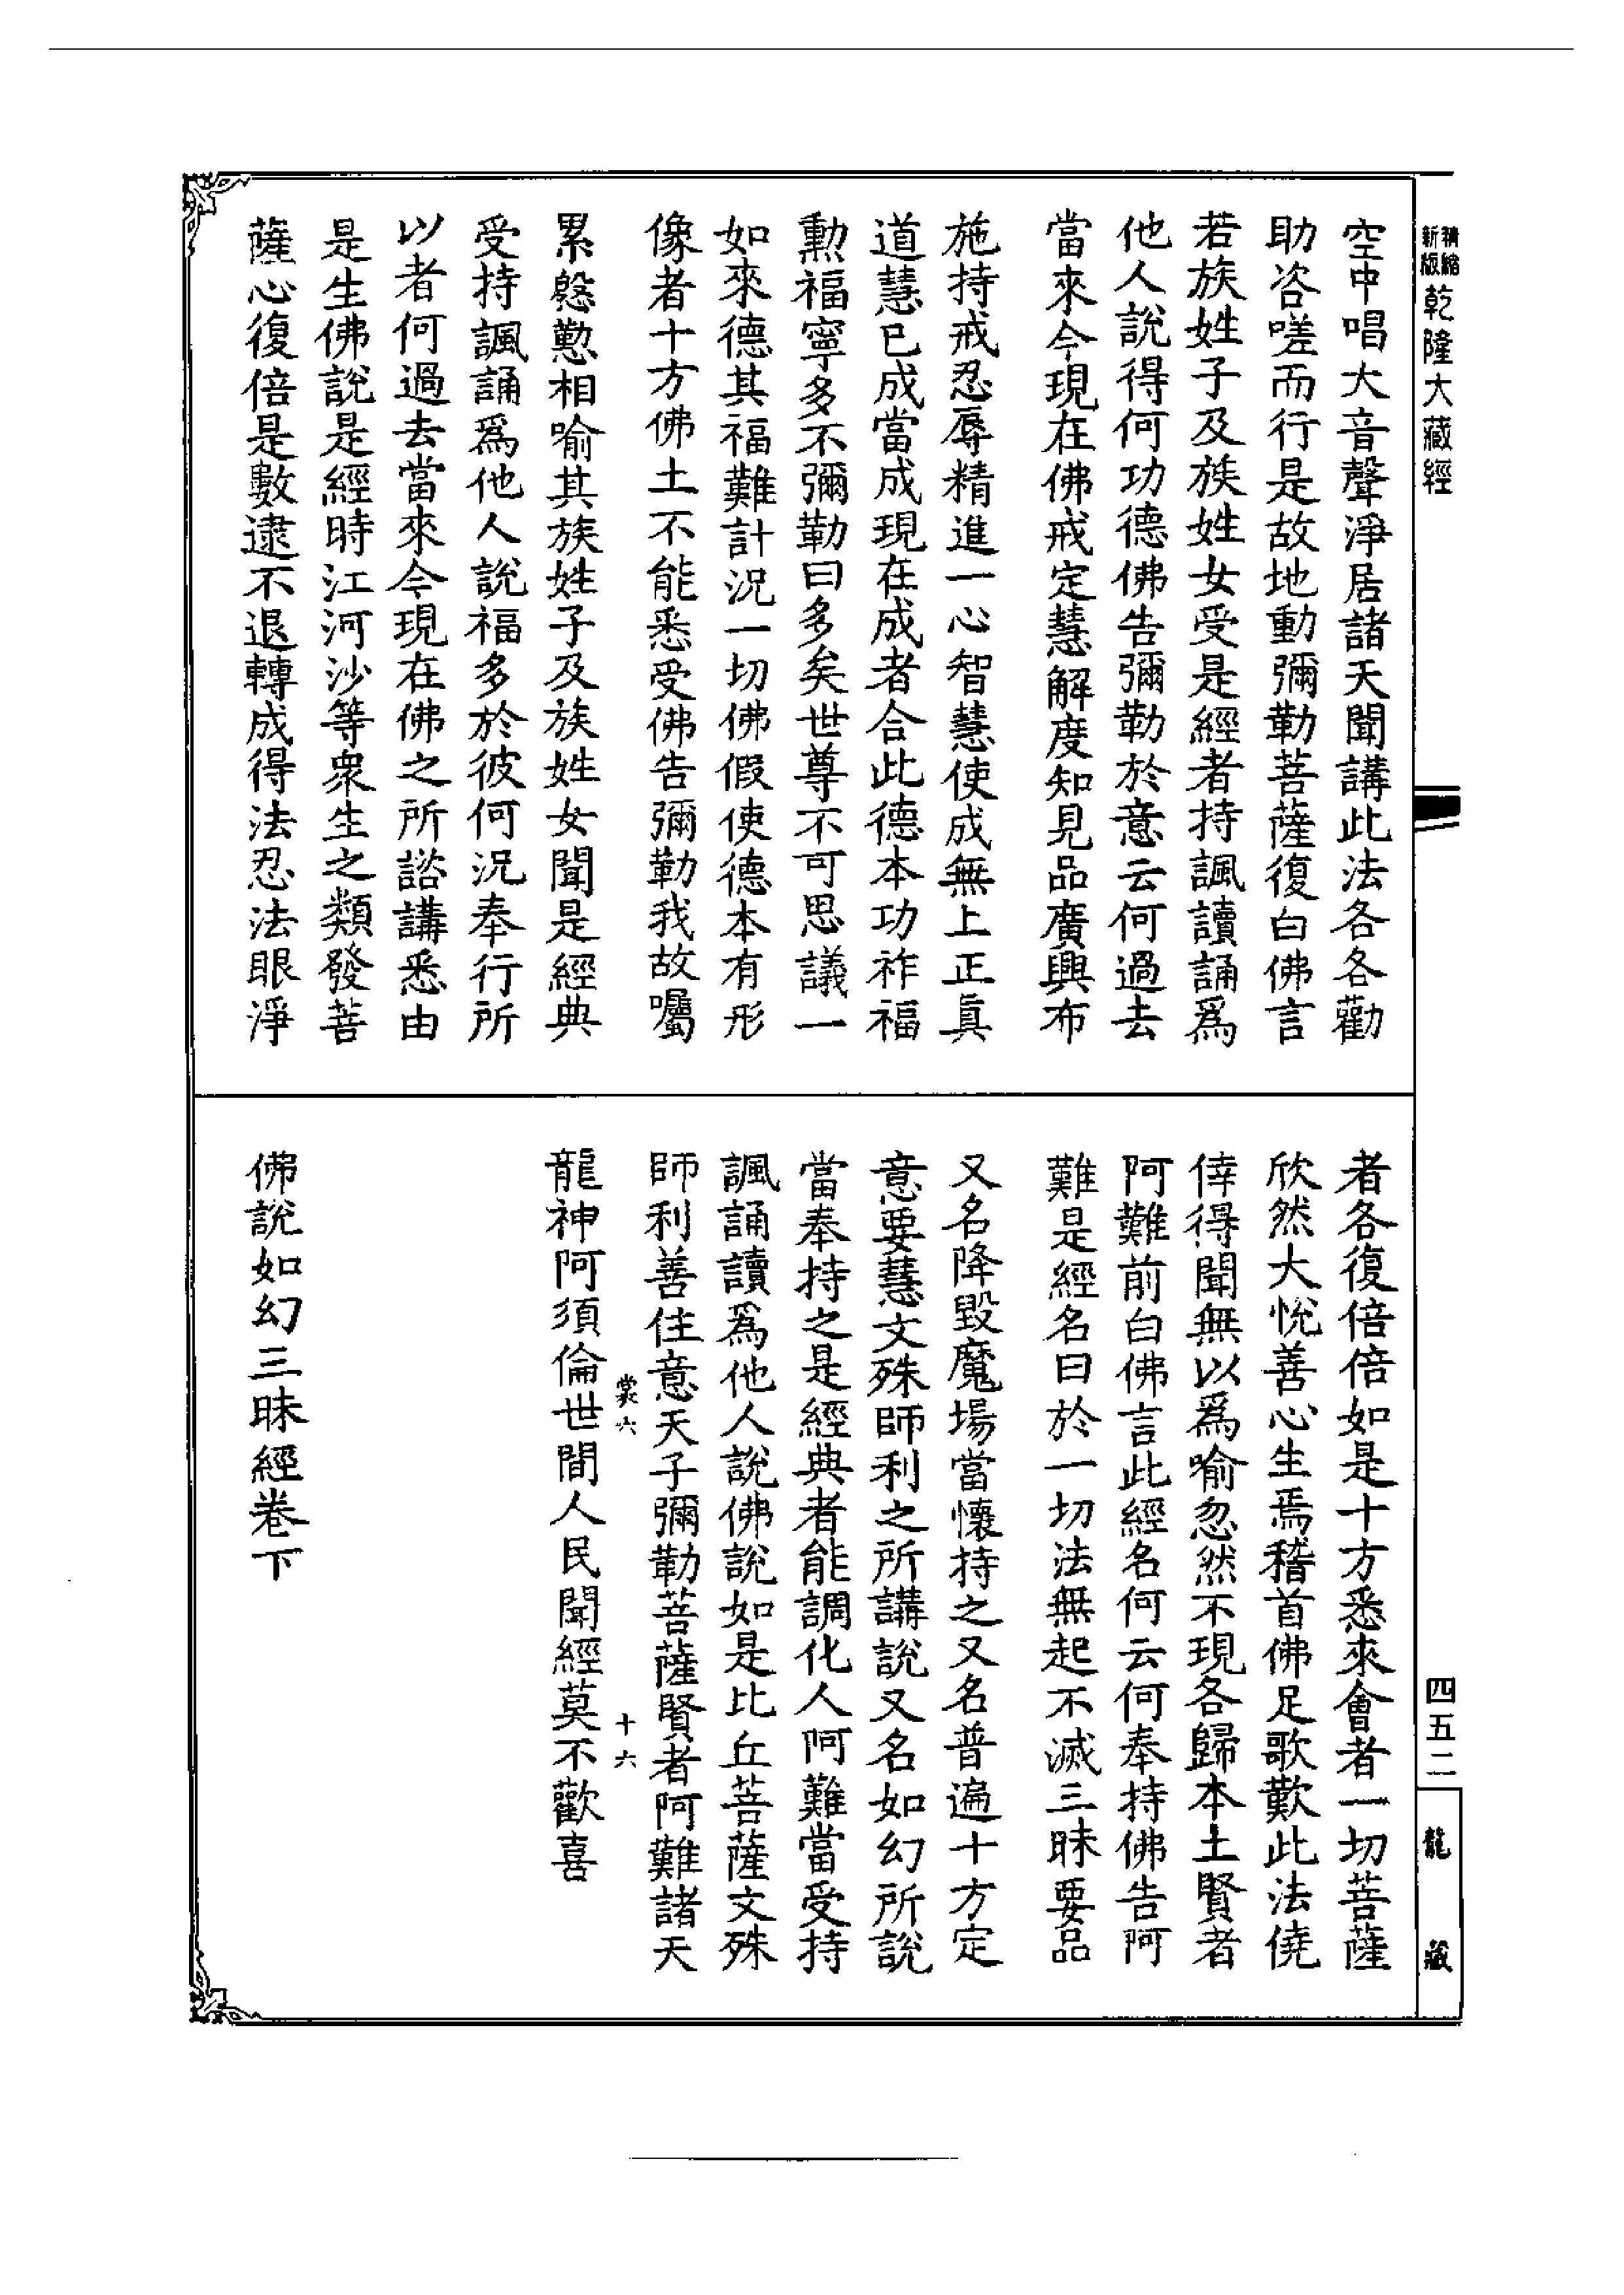 精縮
新版
乾隆大藏經
四五二
龍藏
空中唱大音聲淨居諸天聞講此法各各勸
助咨嗟而行是故地動彌勒菩薩復白佛言
若族姓子及族姓女受是經者持諷讀誦爲
他人說得何功德佛告彌勒於意云何過去
當來今現在佛戒定慧解度知見品廣興布
施持戒忍辱精進一心智慧使成無上正眞
道慧已成當成現在成者合此德本功祚福
勳福寧多不彌勒曰多矣世尊不可思議一
如來德其福難計況一切佛假使德本有形
像者十方佛土不能悉受佛告彌勒我故囑
累慇懃相喻其族姓子及族姓女聞是經典
受持諷誦爲他人說福多於彼何況奉行所
以者何過去當來今現在佛之所諮講悉由
是生佛說是經時江河沙等衆生之類發菩
薩心復倍是數逮不退轉成得法忍法眼淨
者各復倍倍如是十方悉來會者一切菩薩
欣然大悅善心生焉稽首佛足歌歎此法僥
倖得聞無以爲喻忽然不現各歸本土賢者
阿難前白佛言此經名何云何奉持佛告阿
難是經名曰於一切法無起不滅三昧要品
又名降毀魔場當懷持之又名普遍十方定
意要慧文殊師利之所講說又名如幻所說
當奉持之是經典者能調化人阿難當受持
諷誦讀爲他人說佛說如是比丘菩薩文殊
師利善住意天子彌勒菩薩賢者阿難諸天
裳六 十六
龍神阿須倫世間人民聞經莫不歡喜
佛說如幻三昧經卷下